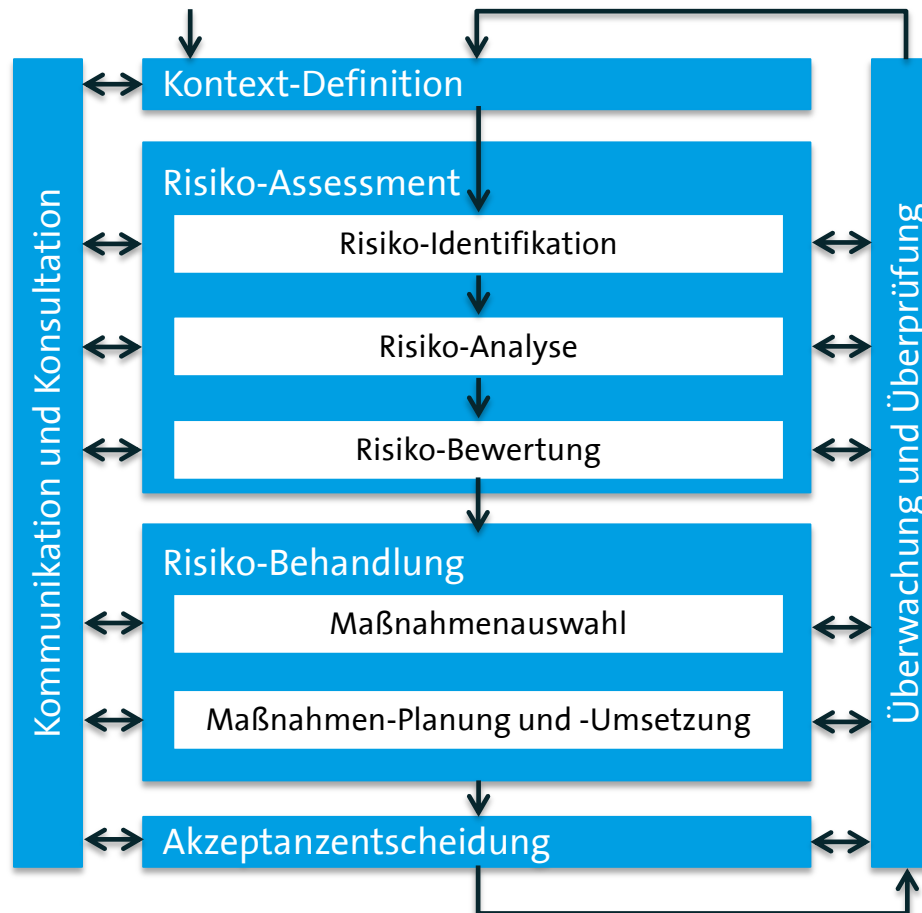 Kommunikation und Konsultation
Kontext-Definition
Risiko-Assessment
Risiko-Identifikation
Risiko-Analyse
Risiko-Bewertung
Risiko-Behandlung
Maßnahmenauswahl
Maßnahmen-Planung und -Umsetzung
Akzeptanzentscheidung
Überwachung und Überprüfung